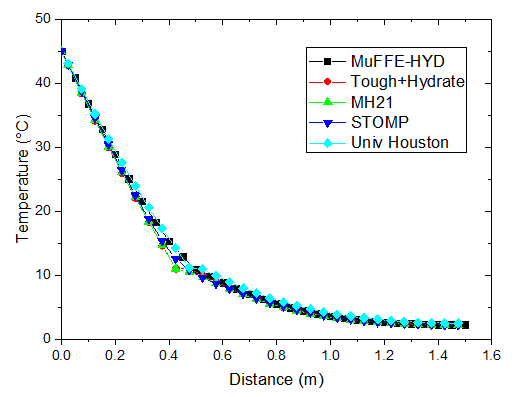 50
40
30
20
10
0
Temperature (°C)
MuFFE-HYD
Tough+Hydrate
MH21
STOMP
Univ Houston
0.0 0.2 0.4 0.6 0.8 1.0 1.2 1.4 1.6
Distance (m)